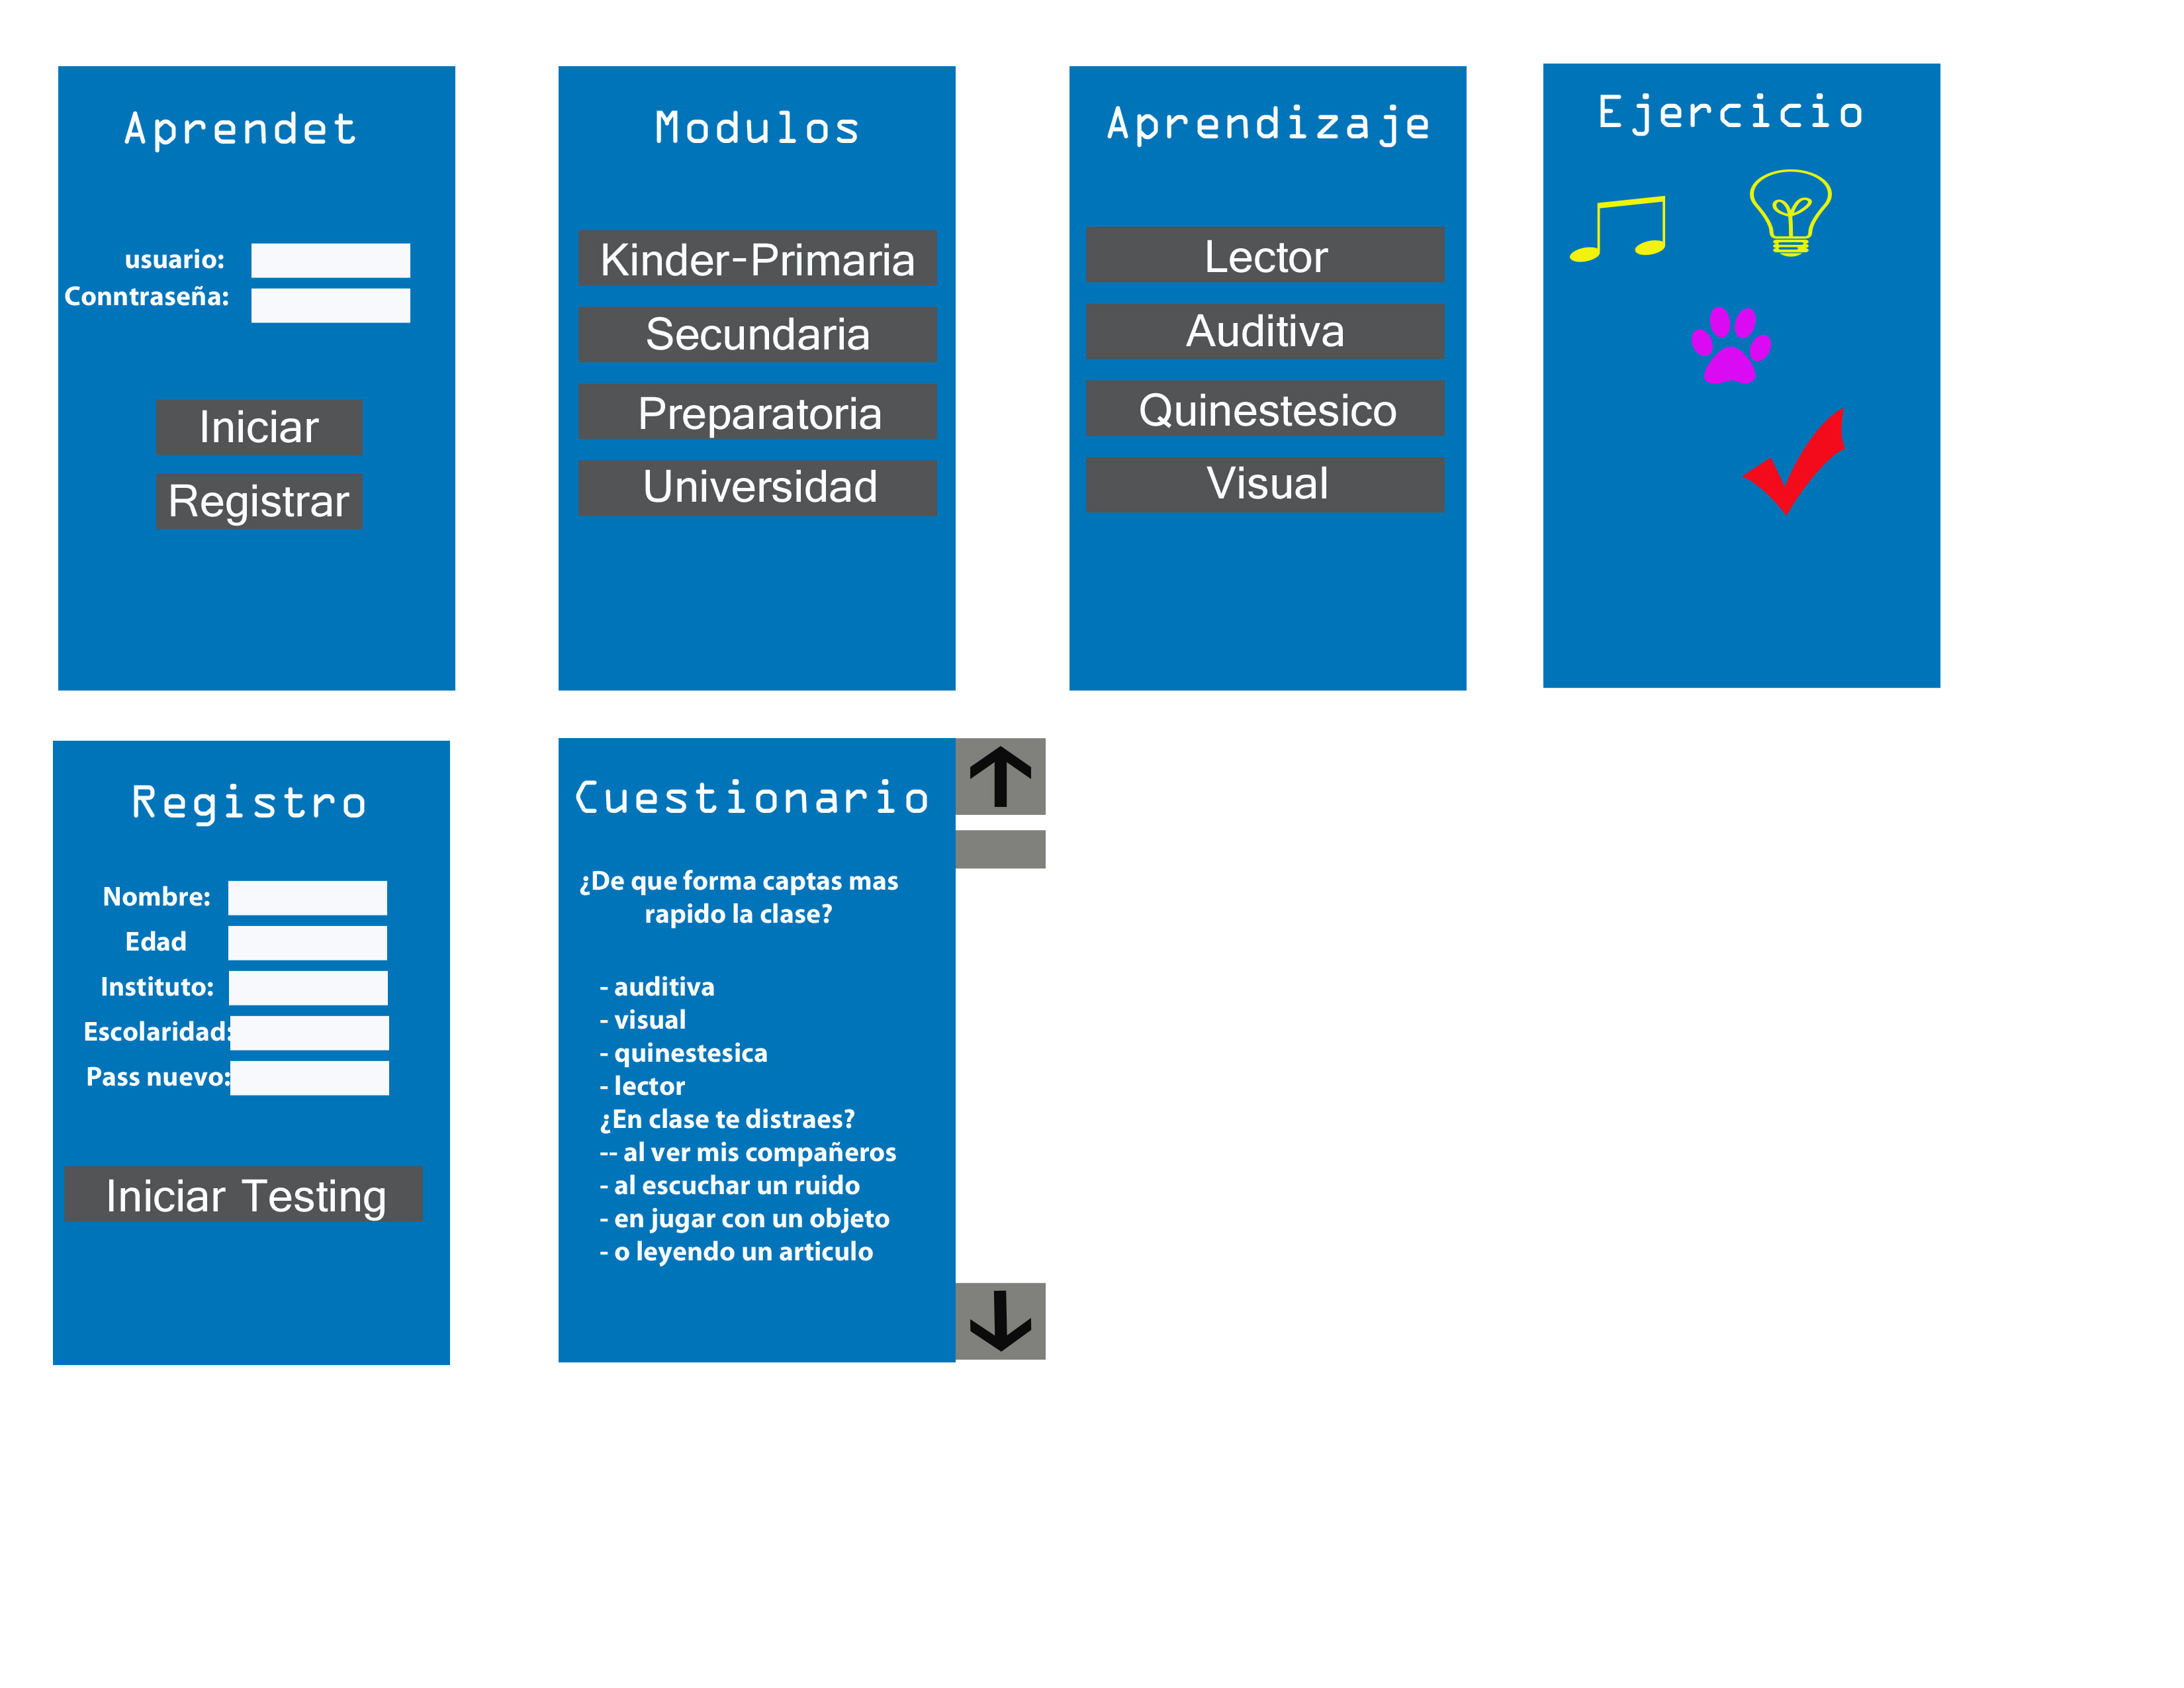 Aprendet
usuario:
Conntraseña:
Iniciar
Registrar
Modulos
Kinder-Primaria
Secundaria
Preparatoria
Universidad
Aprendizaje
Lector
Auditiva
Quinestesico
Visual
Ejercicio
Registro
Nombre:
Edad
Instituto:
Escolaridad:
Pass nuevo:
Iniciar Testing
Cuestionario
¿De que forma captas mas
rapido la clase?
- auditiva
- visual
- quinestesica
- lector
¿En clase te distraes?
-- al ver mis compañeros
- al escuchar un ruido
- en jugar con un objeto
- o leyendo un articulo